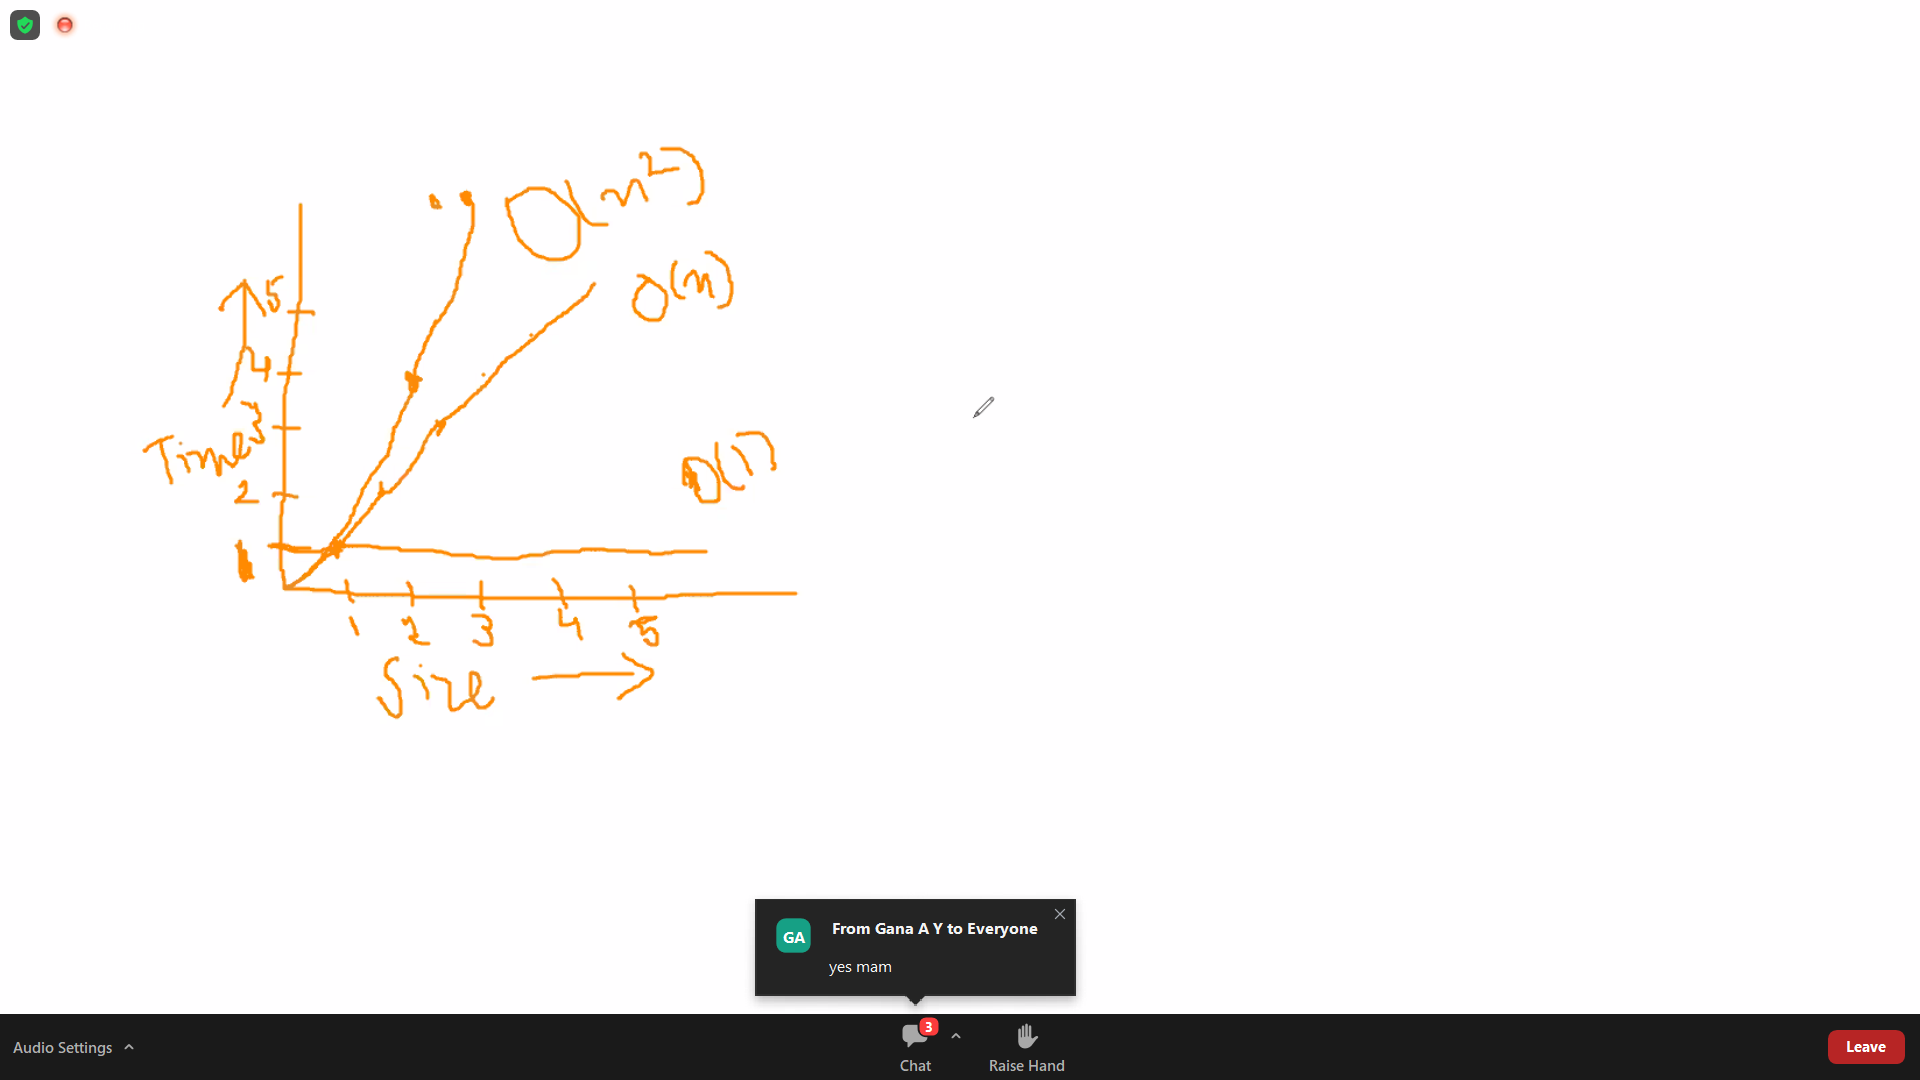 O(n²)
O(n)
5
4
3
Time
2
1
O(1)
1 2 3 4 5
Size
GA
From Gana A Y to Everyone
yes mam
Audio Settings
3
Chat
Raise Hand
Leave